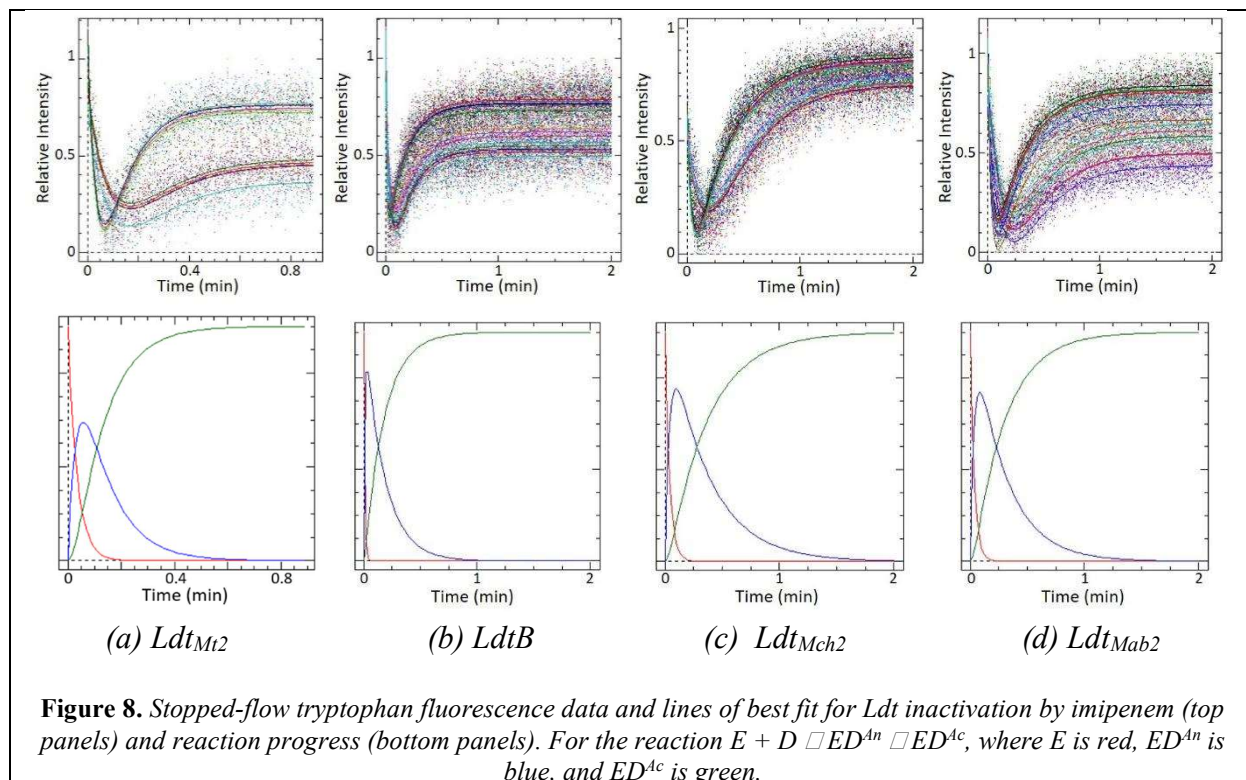 1
0.5
0
Relative Intensity
0 0.4 0.8
Time (min)
1
0.5
0
Relative Intensity
0 1 2
Time (min)
1
0.5
0
Relative Intensity
0 1 2
Time (min)
1
0.5
0
Relative Intensity
0 1 2
Time (min)
0 0.4 0.8
Time (min)
0 1 2
Time (min)
0 1 2
Time (min)
0 1 2
Time (min)
(a) LdtMt2 (b) LdtB (c) LdtMch2 (d) LdtMab2
Figure 8. Stopped-flow tryptophan fluorescence data and lines of best fit for Ldt inactivation by imipenem (top
panels) and reaction progress (bottom panels). For the reaction E + D □EDAn □EDAc, where E is red, EDAn is
blue, and EDAc is green.